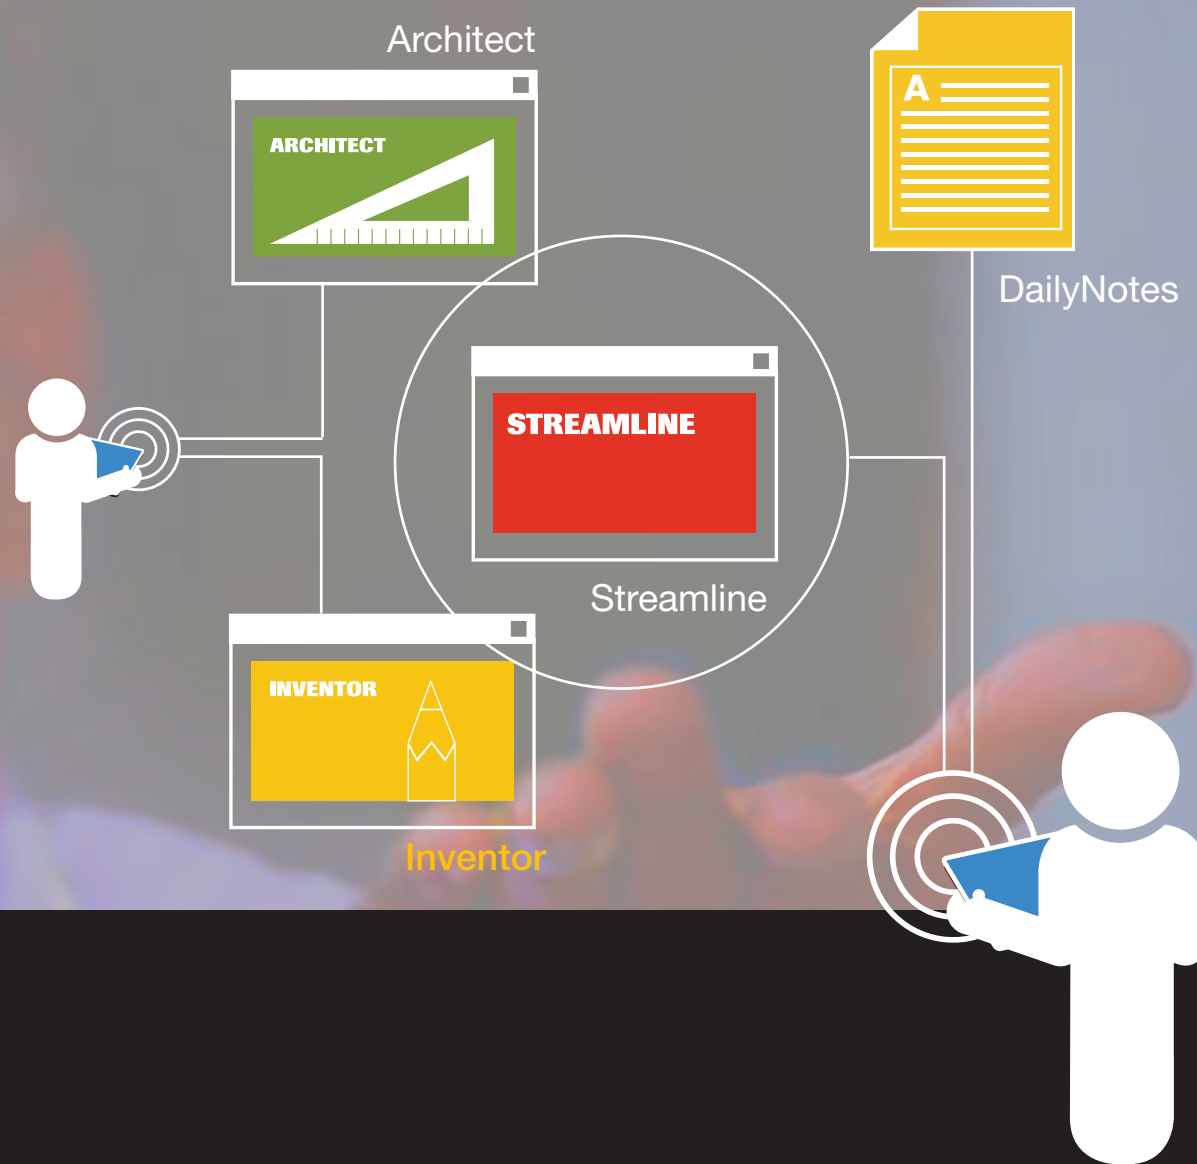 Architect
ARCHITECT
A
DailyNotes
STREAMLINE
Streamline
INVENTOR
Inventor